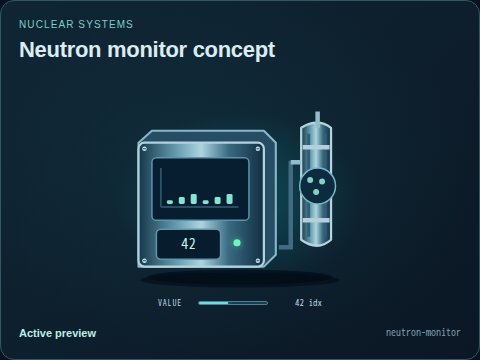 NUCLEAR SYSTEMS
Neutron monitor concept
42
VALUE
42 idx
Active preview
neutron-monitor